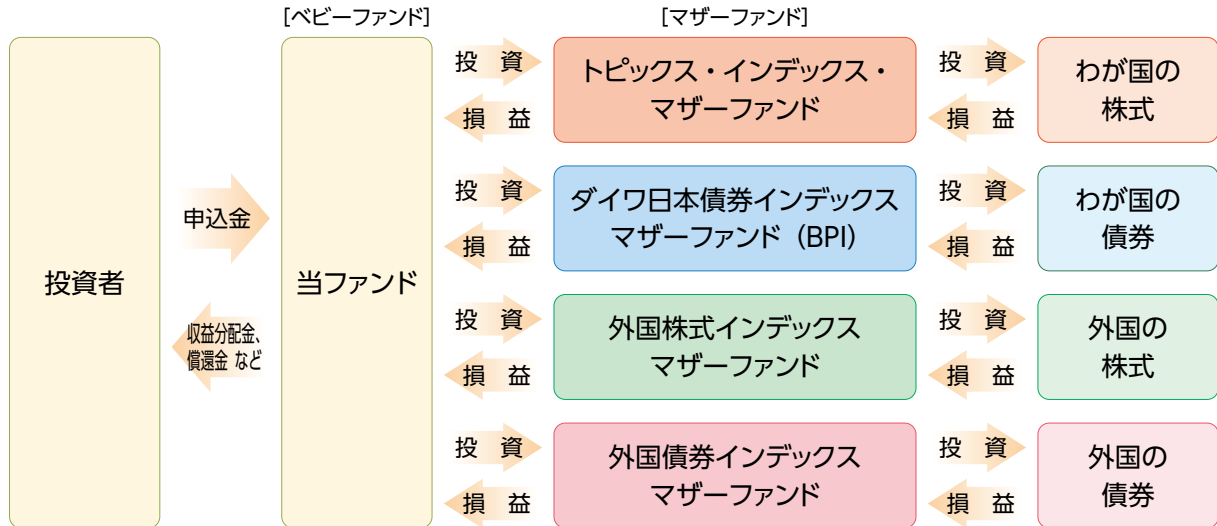 [ベビーファンド]
[マザーファンド]
投資者
申込金
収益分配金、
償還金 など
当ファンド
投 資
損 益
トピックス・インデックス・
マザーファンド
投 資
損 益
わが国の
株式
投 資
損 益
ダイワ日本債券インデックス
マザーファンド（BPI）
投 資
損 益
わが国の
債券
投 資
損 益
外国株式インデックス
マザーファンド
投 資
損 益
外国の
株式
投 資
損 益
外国債券インデックス
マザーファンド
投 資
損 益
外国の
債券